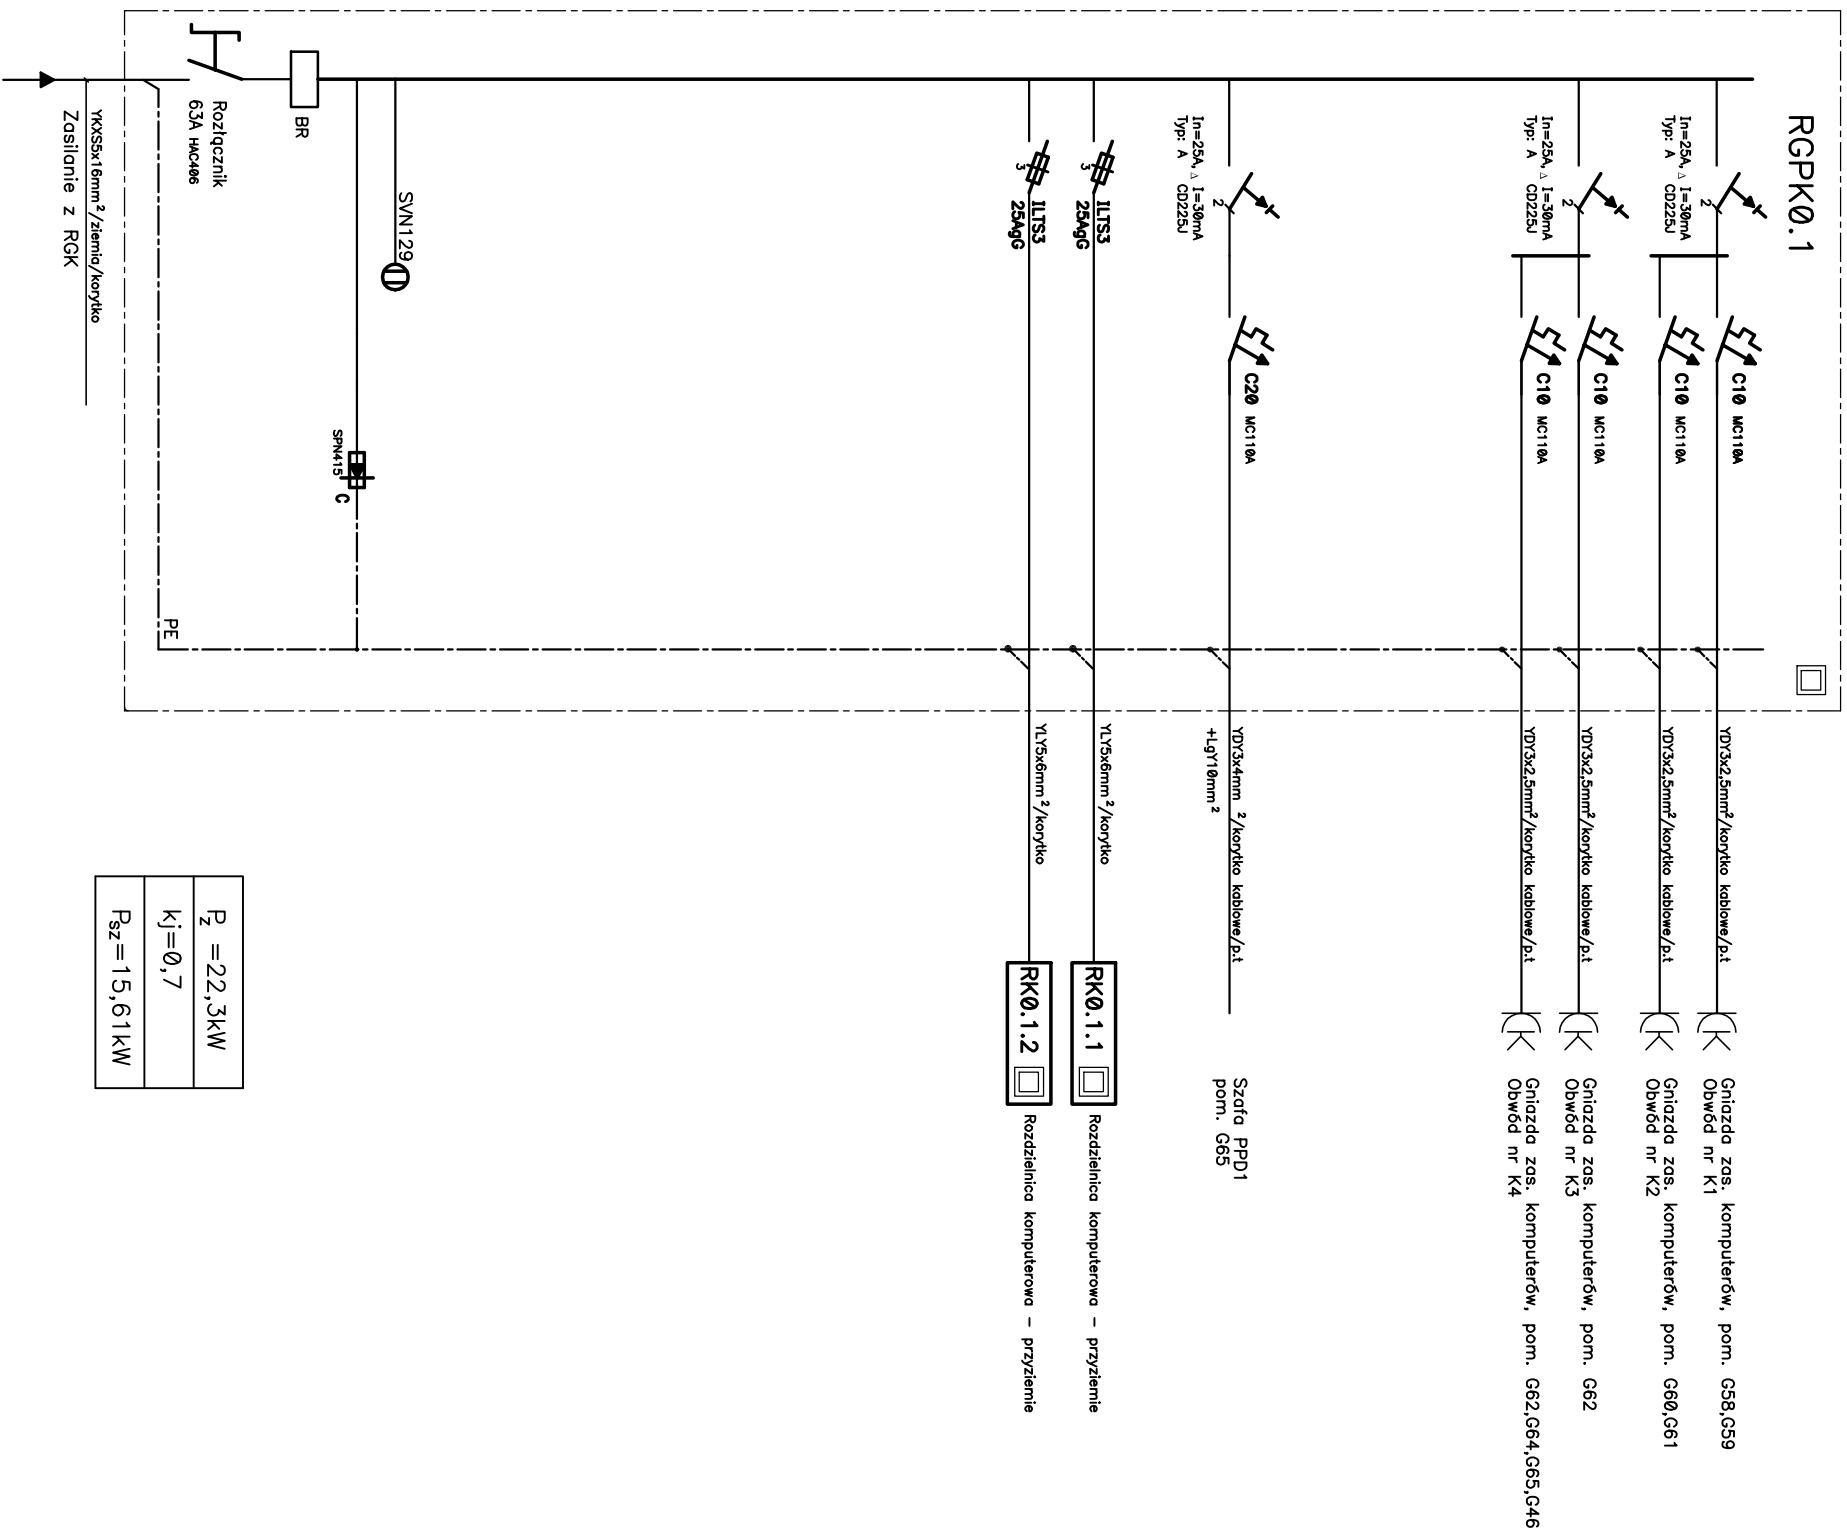 RGPK0.1
In=25A, Δ I=30mA
Typ: A CD225J
2
C10 MC110A
YDY3x2,5mm²/korytko kablowe/p.t
Gniazda zas. komputerów, pom. G58,G59
Obwód nr K1
C10 MC110A
YDY3x2,5mm²/korytko kablowe/p.t
Gniazda zas. komputerów, pom. G60,G61
Obwód nr K2
In=25A, Δ I=30mA
Typ: A CD225J
2
C10 MC110A
YDY3x2,5mm²/korytko kablowe/p.t
Gniazda zas. komputerów, pom. G62
Obwód nr K3
C10 MC110A
YDY3x2,5mm²/korytko kablowe/p.t
Gniazda zas. komputerów, pom. G62,G64,G65,G46
Obwód nr K4
In=25A, Δ I=30mA
Typ: A CD225J
2
C20 MC110A
YDY3x4mm ²/korytko kablowe/p.t
+LgY10mm²
Szafa PPD1
pom. G65
3
ILTS3
25AgG
YLY5x6mm²/korytko
RK0.1.1
Rozdzielnica komputerowa - przyziemie
3
ILTS3
25AgG
YLY5x6mm²/korytko
RK0.1.2
Rozdzielnica komputerowa - przyziemie
SVN129
SPN415
C
BR
Rozłącznik
63A HAC406
PE
YKXS5x16mm²/ziemia/korytko
Zasilanie z RGK
Pz =22,3kW
kj=0,7
Psz=15,61kW